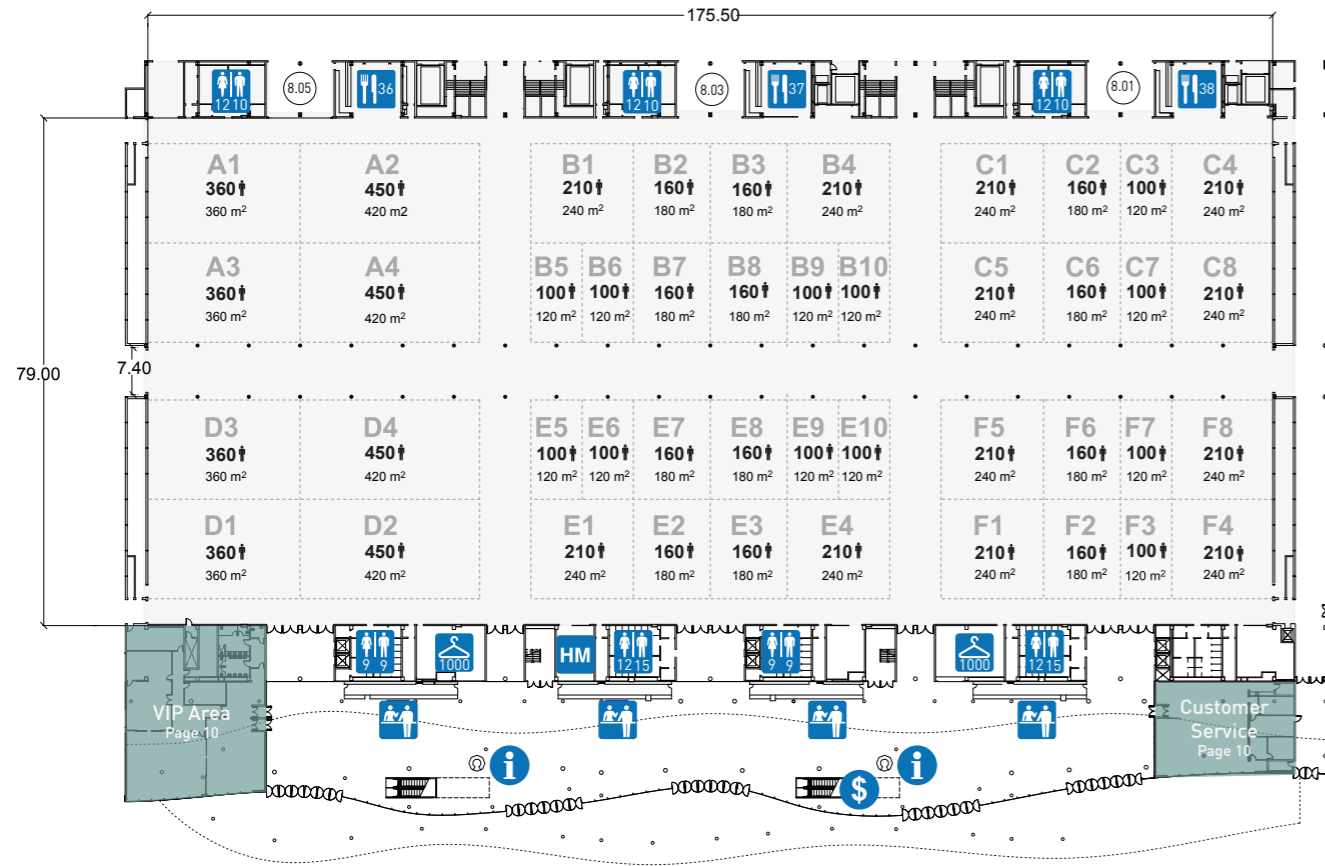 175.50
12 10
8.05
36
12 10
8.03
37
12 10
8.01
38
A1 A2 B1 B2 B3 B4 C1 C2 C3 C4
360 450 210 160 160 210 210 160 100 210
360 m² 420 m2 240 m² 180 m² 180 m² 240 m² 240 m² 180 m² 120 m² 240 m²
A3 A4 B5 B6 B7 B8 B9 B10 C5 C6 C7 C8
360 450 100 100 160 160 100 100 210 160 100 210
360 m² 420 m² 120 m² 120 m² 180 m² 180 m² 120 m² 120 m² 240 m² 180 m² 120 m² 240 m²
79.00
7.40
D3 D4 E5 E6 E7 E8 E9 E10 F5 F6 F7 F8
360 450 100 100 160 160 100 100 210 160 100 210
360 m² 420 m² 120 m² 120 m² 180 m² 180 m² 120 m² 120 m² 240 m² 180 m² 120 m² 240 m²
D1 D2 E1 E2 E3 E4 F1 F2 F3 F4
360 450 210 160 160 210 210 160 100 210
360 m² 420 m² 240 m² 180 m² 180 m² 240 m² 240 m² 180 m² 120 m² 240 m²
9 9
1000
HM
12 15
9 9
1000
12 15
VIP Area
Page 10
Customer
Service
Page 10
i
i
$